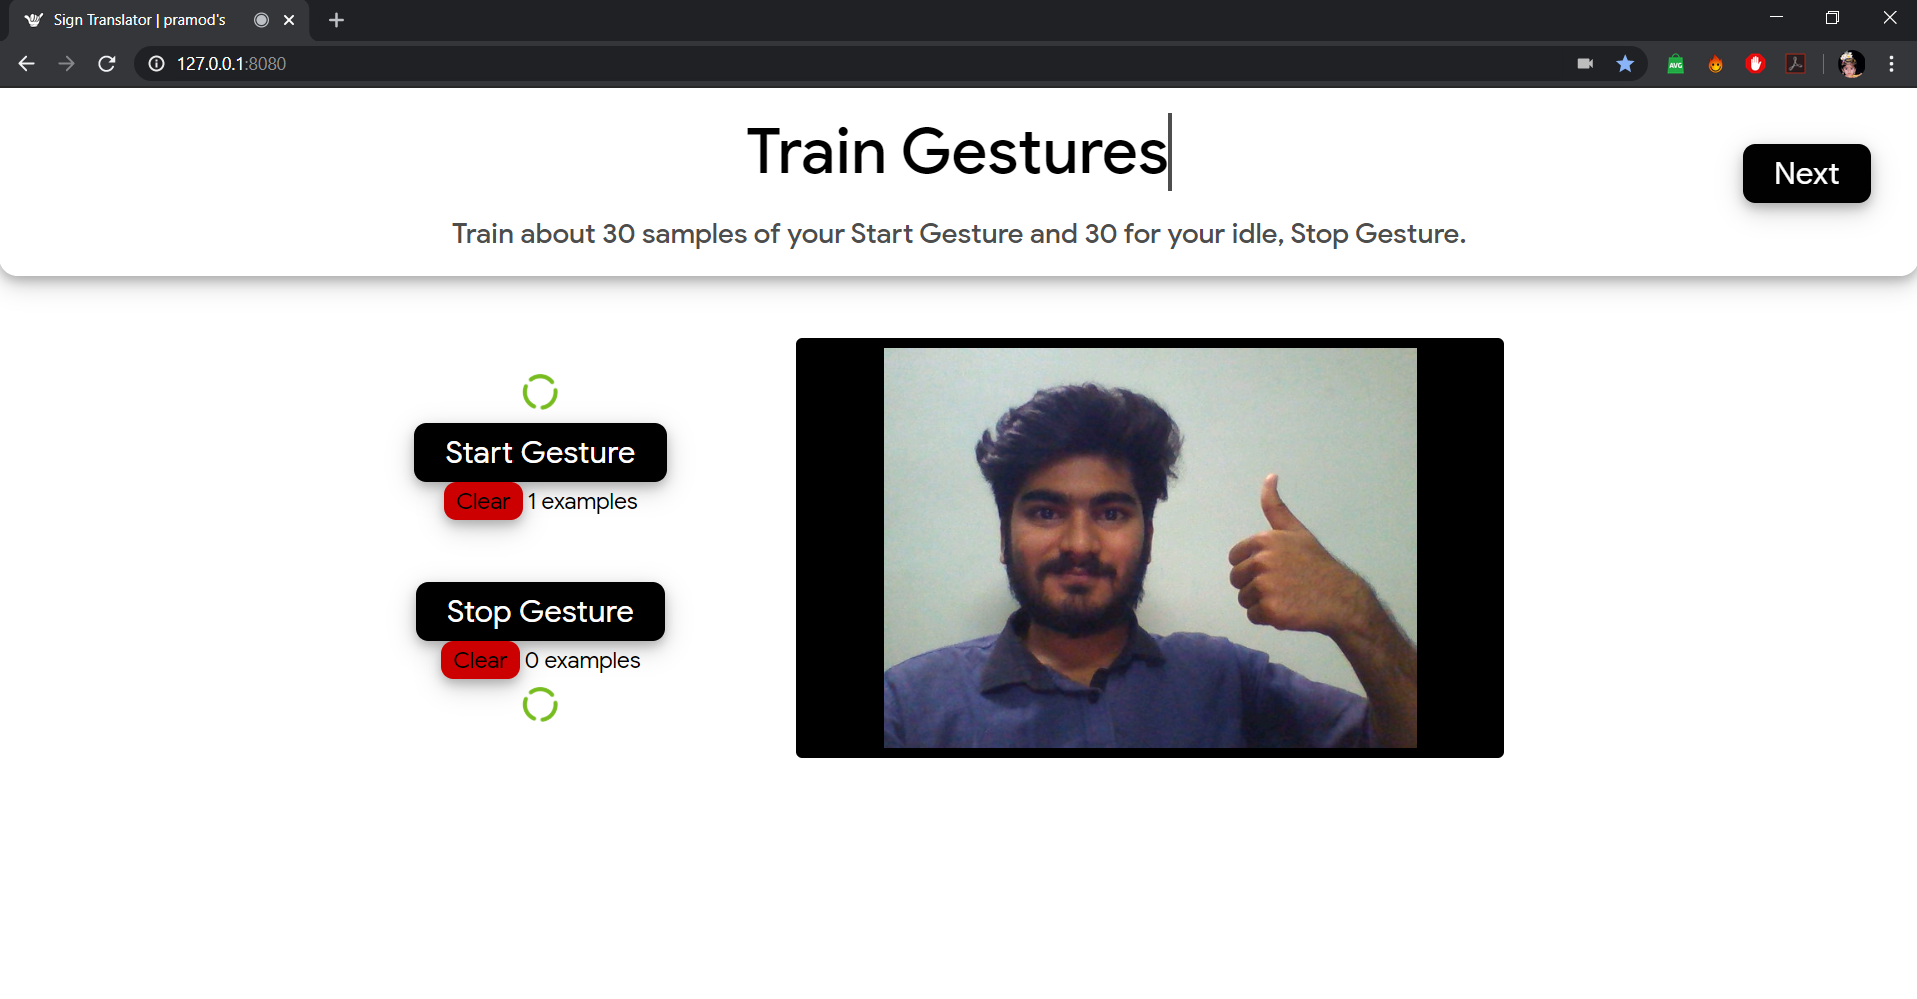 Sign Translator | pramod's
127.0.0.1:8080
AVG
Train Gestures
Next
Train about 30 samples of your Start Gesture and 30 for your idle, Stop Gesture.
Start Gesture
Clear 1 examples
Stop Gesture
Clear 0 examples